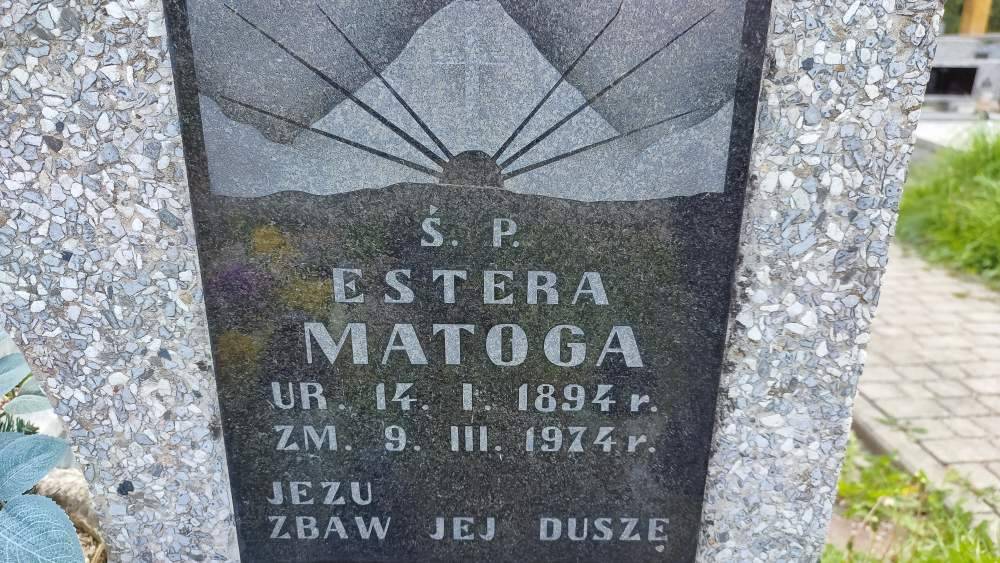 Ś. P.
ESTERA
MATOGA
UR. 14. I. 1894 r.
ZM. 9. III. 1974 r.
JEZU
ZBAW JEJ DUSZĘ